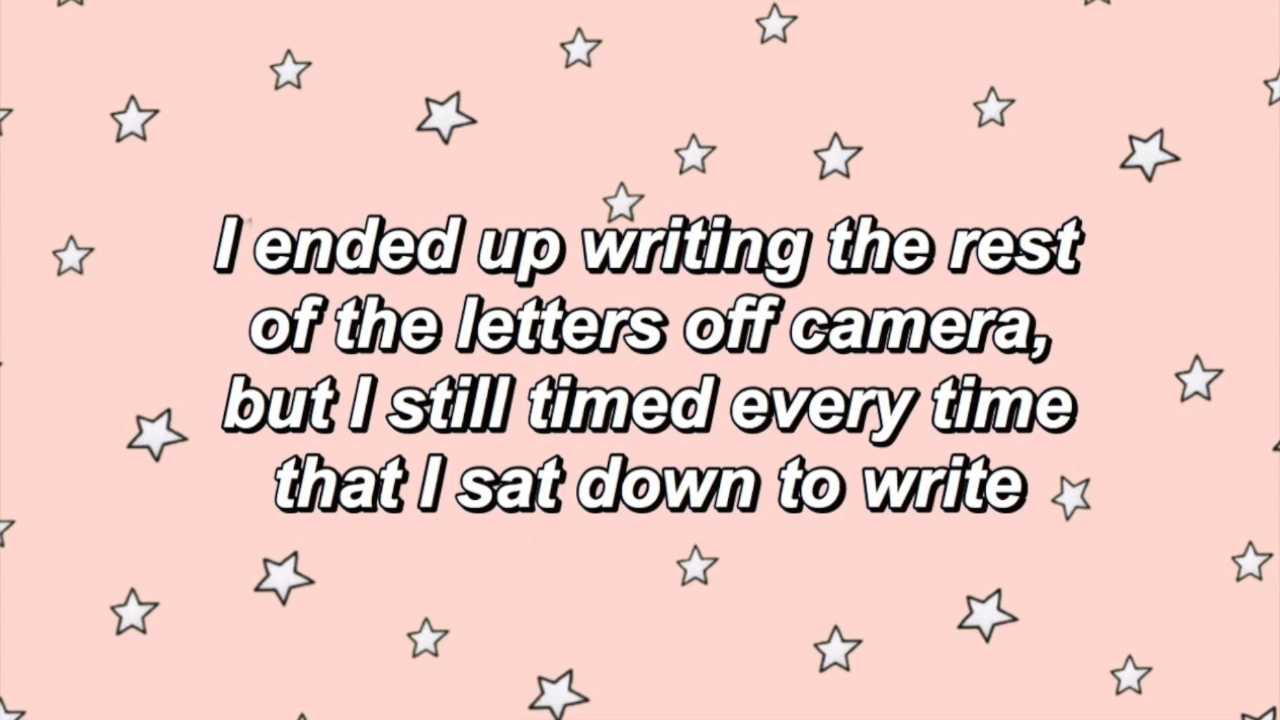 I ended up writing the rest
of the letters off camera,
but I still timed every time
that I sat down to write